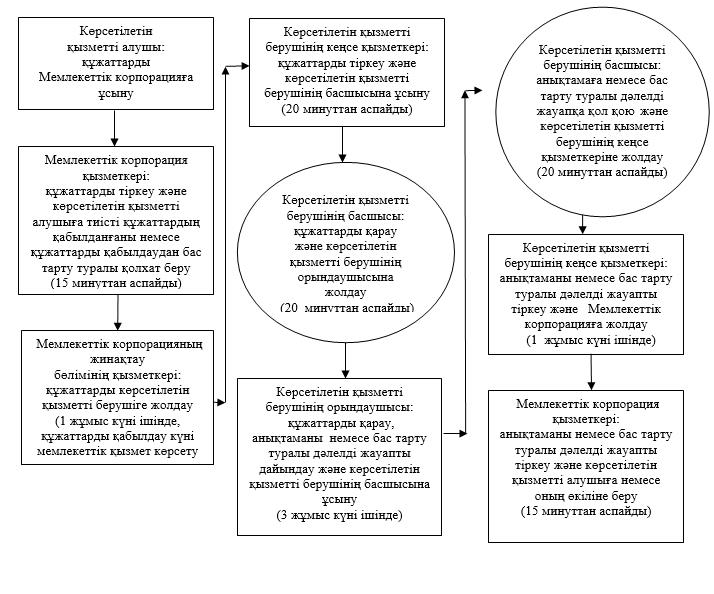 Көрсетілетін
қызметті алушы:
құжаттарды
Мемлекеттік корпорацияға
ұсыну
Мемлекеттік корпорация
қызметкері:
құжаттарды тіркеу және
көрсетілетін қызметті
алушыға тиісті құжаттардың
қабылданғаны немесе
құжаттарды қабылдаудан бас
тарту туралы қолхат беру
(15 минуттан аспайды)
Мемлекеттік корпорацияның
жинақтау
бөлімінің қызметкері:
құжаттарды көрсетілетін
қызметті берушіге жолдау
(1 жұмыс күні ішінде,
құжаттарды қабылдау күні
мемлекеттік қызмет көрсету
Көрсетілетін қызметті
берушінің кеңсе қызметкері:
құжаттарды тіркеу және
көрсетілетін қызметті
берушінің басшысына ұсыну
(20 минуттан аспайды)
Көрсетілетін қызметті
берушінің басшысы:
құжаттарды қарау
және көрсетілетін
қызметті берушінің
орындаушысына
жолдау
(20 минуттан аспайды)
Көрсетілетін қызметті
берушінің орындаушысы:
құжаттарды қарау,
анықтаманы немесе бас тарту
туралы дәлелді жауапты
дайындау және көрсетілетін
қызметті берушінің басшысына
ұсыну
(3 жұмыс күні ішінде)
Көрсетілетін қызметті
берушінің басшысы:
анықтамаға немесе бас
тарту туралы дәлелді
жауапқа қол қою және
көрсетілетін қызметті
берушінің кеңсе
қызметкеріне жолдау
(20 минуттан аспайды)
Көрсетілетін қызметті
берушінің кеңсе қызметкері:
анықтаманы немесе бас тарту
туралы дәлелді жауапты
тіркеу және Мемлекеттік
корпорацияға жолдау
(1 жұмыс күні ішінде)
Мемлекеттік корпорация
қызметкері:
анықтаманы немесе бас тарту
туралы дәлелді жауапты
тіркеу және көрсетілетін
қызметті алушыға немесе
оның өкіліне беру
(15 минуттан аспайды)